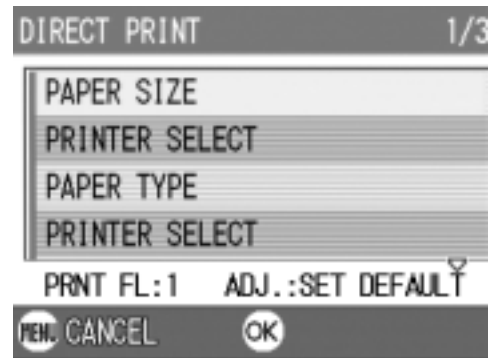 DIRECT PRINT 1/3
PAPER SIZE
PRINTER SELECT
PAPER TYPE
PRINTER SELECT
PRNT FL:1 ADJ.:SET DEFAULT
MENU CANCEL OK